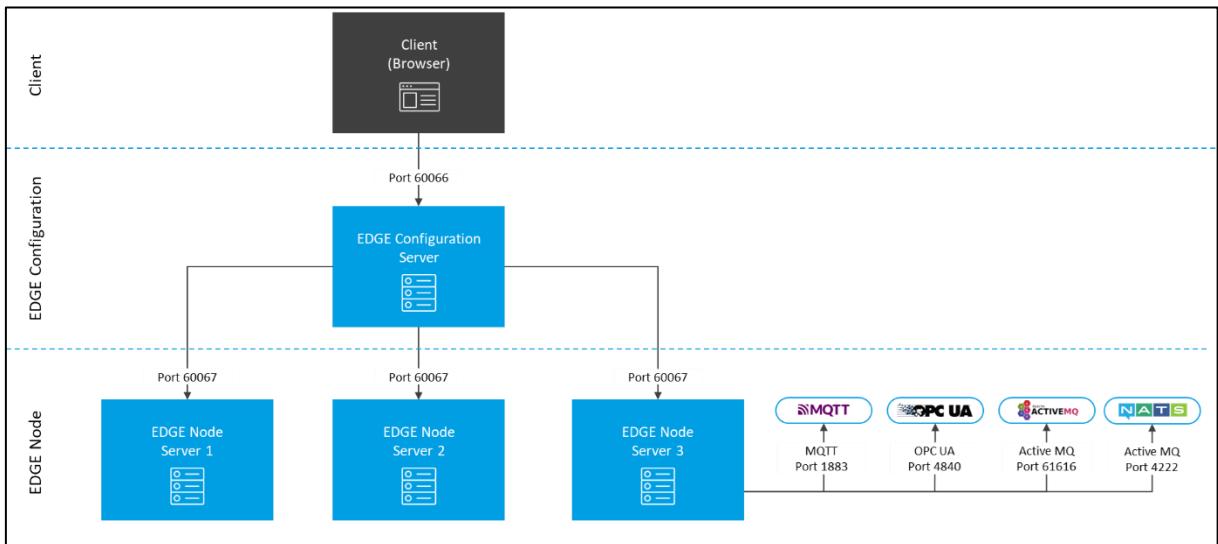 Client
Client
(Browser)
Port 60066
EDGE Configuration
EDGE Configuration
Server
Port 60067
Port 60067
Port 60067
EDGE Node
EDGE Node
Server 1
EDGE Node
Server 2
EDGE Node
Server 3
MQTT
OPC UA
ACTIVEMQ
NATS
MQTT
Port 1883
OPC UA
Port 4840
Active MQ
Port 61616
Active MQ
Port 4222